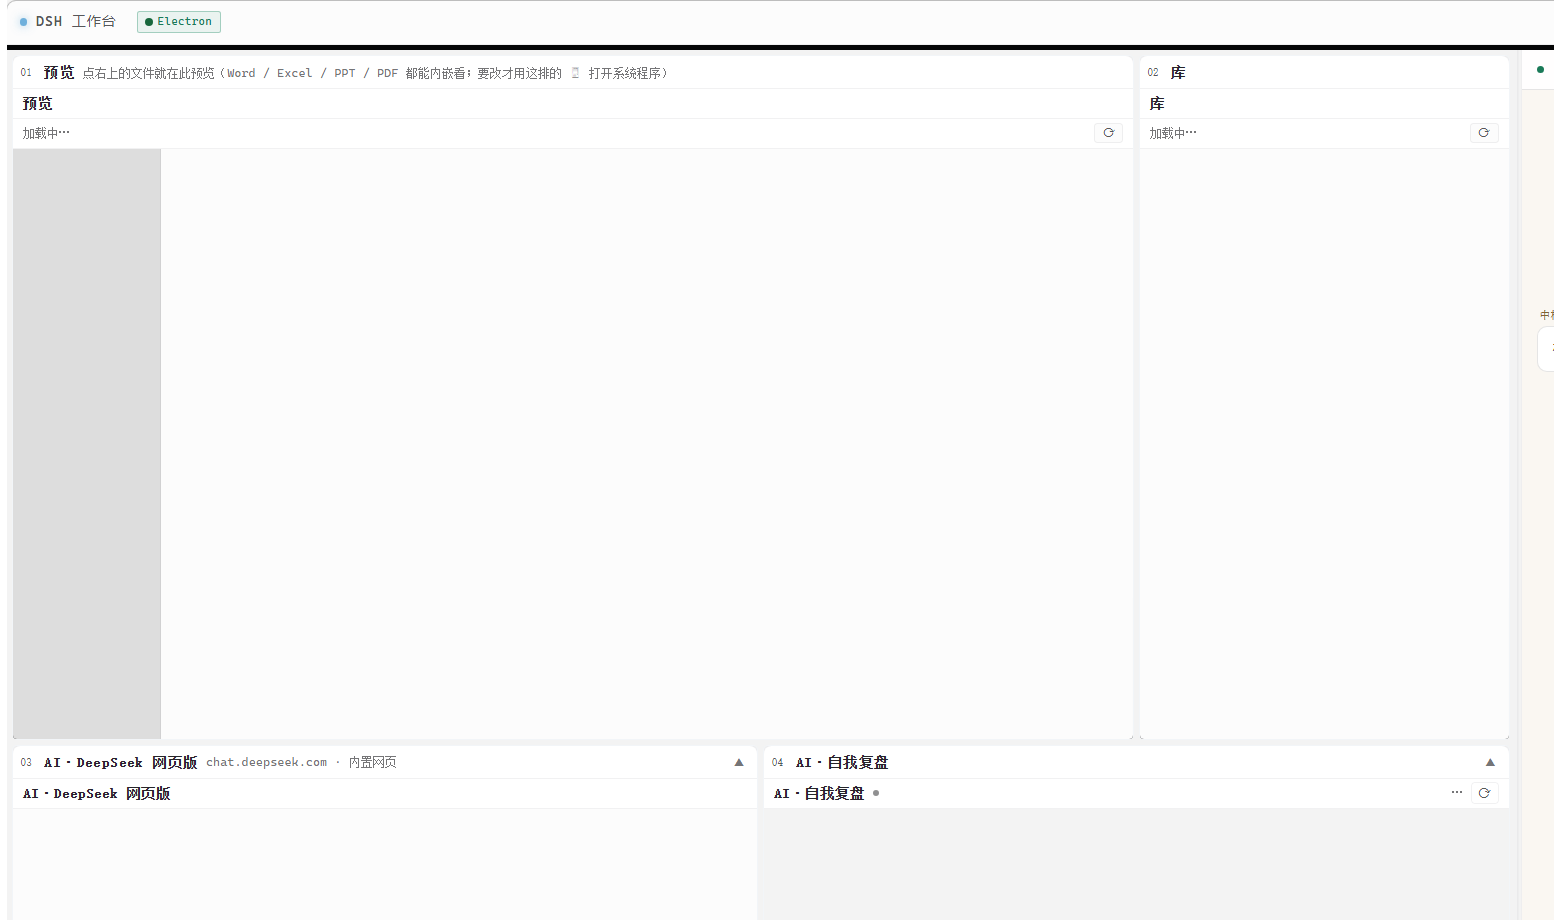 DSH 工作台
Electron
01 预览 点右上的文件就在此预览（Word / Excel / PPT / PDF 都能内嵌看；要改才用这排的 打开系统程序）
预览
加载中…
02 库
库
加载中…
03 AI·DeepSeek 网页版 chat.deepseek.com · 内置网页 ▲
AI·DeepSeek 网页版
04 AI·自我复盘 ▲
AI·自我复盘 …